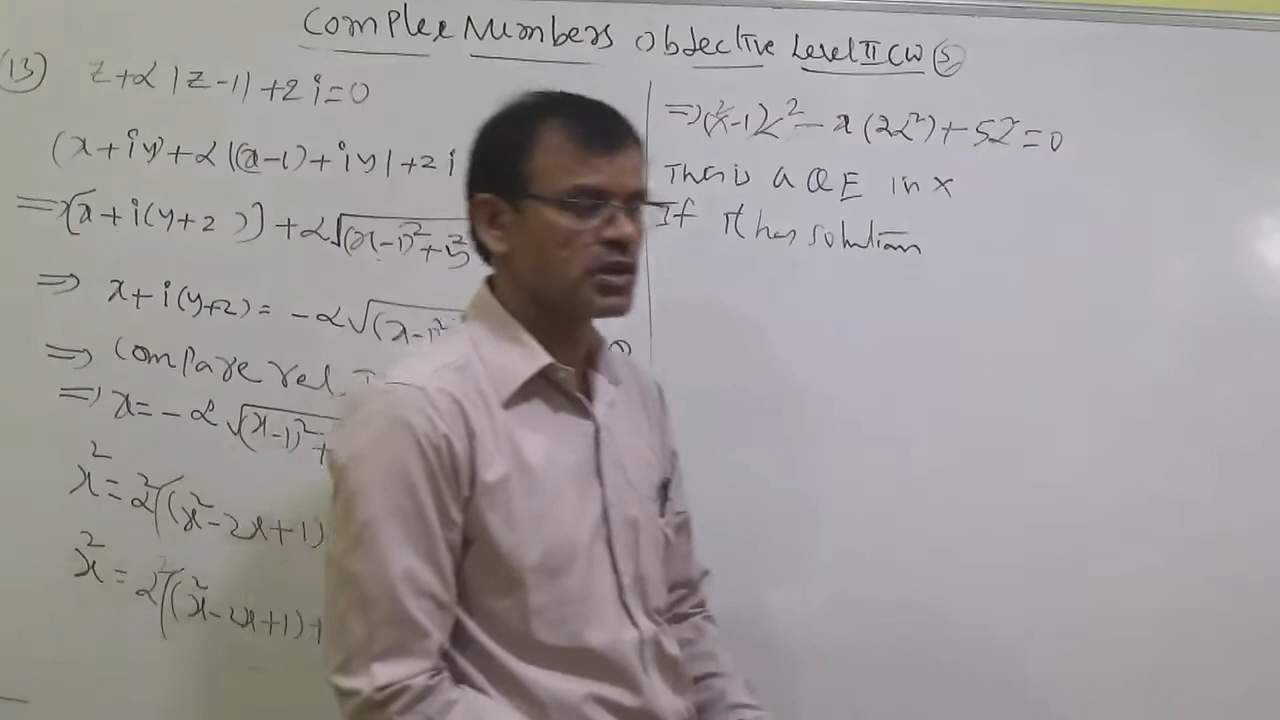 Complex Numbers Objective Level II CW (5)
(13) z+α|z-1|+2i=0
(x+iy)+α|(x-1)+iy|+2i
⇒ [x+i(y+2)]+α√(x-1)²+y²
⇒ x+i(y+2)= -α√(x-1)²
⇒ Compare rel.
⇒ x=-α√(x-1)²+
x²=α²[(x²-2x+1)
x²=α²[(x²-2x+1)+
⇒ x²-x(2α²)+5α²=0
This is a QE in x
If it has solution